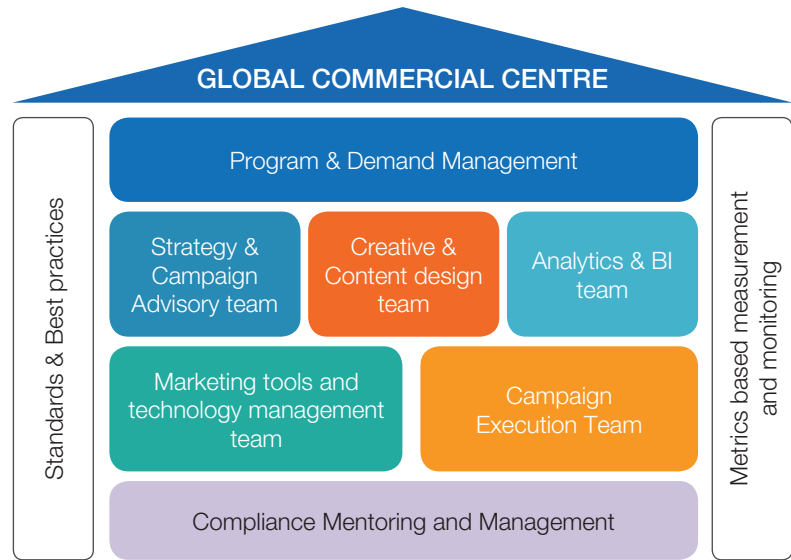 GLOBAL COMMERCIAL CENTRE
Standards & Best practices
Program & Demand Management
Strategy &
Campaign
Advisory team
Creative &
Content design
team
Analytics & BI
team
Marketing tools and
technology management
team
Campaign
Execution Team
Compliance Mentoring and Management
Metrics based measurement
and monitoring